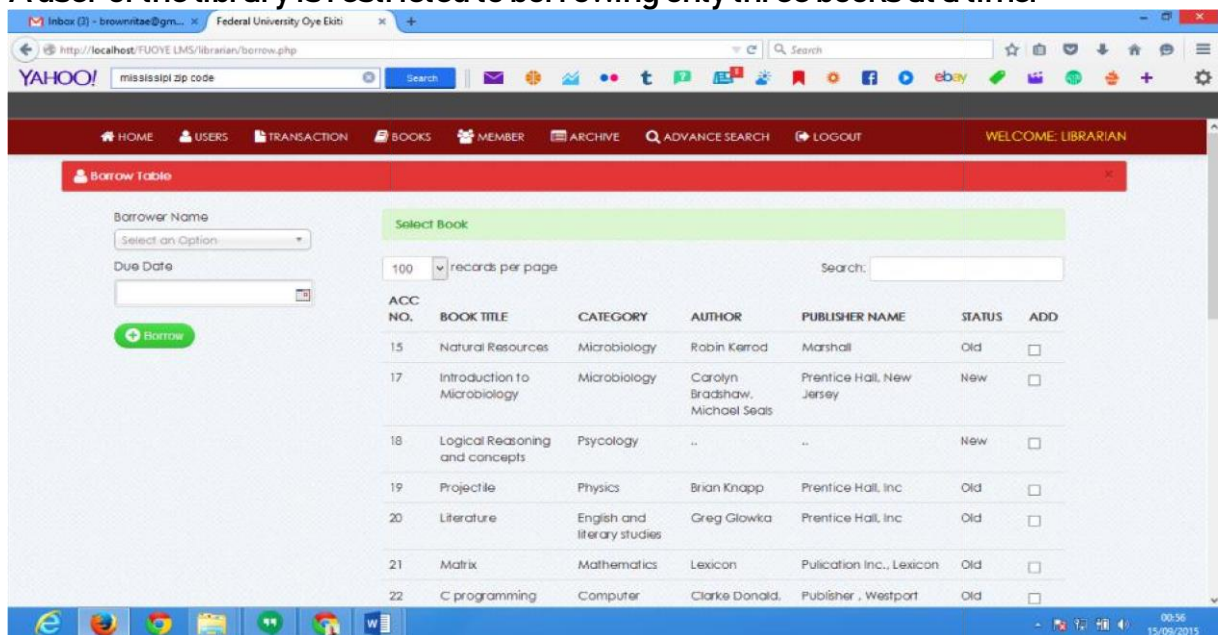 A user of the library is restricted to borrowing only three books at a time.
Inbox (3) - brownvitae@gm... × Federal University Oye Ekiti × +
http://localhost/FUOYE LMS/librarian/borrow.php Search
YAHOO! mississipi zip code Search ebay
HOME USERS TRANSACTION BOOKS MEMBER ARCHIVE ADVANCE SEARCH LOGOUT WELCOME: LIBRARIAN
Borrow Table ×
Borrower Name
Select an Option
Due Date
Borrow
Select Book
100 records per page Search:
ACC
NO. BOOK TITLE CATEGORY AUTHOR PUBLISHER NAME STATUS ADD
15 Natural Resources Microbiology Robin Kerrod Marshall Old
17 Introduction to Microbiology Carolyn Prentice Hall, New New
Microbiology Bradshaw, Jersey
Michael Seals
18 Logical Reasoning Psycology .. .. New
and concepts
19 Projectile Physics Brian Knapp Prentice Hall, Inc Old
20 Literature English and Greg Glowka Prentice Hall, Inc Old
literary studies
21 Matrix Mathematics Lexicon Pulication Inc., Lexicon Old
22 C programming Computer Clarke Donald, Publisher , Westport Old
00:56
15/09/2015